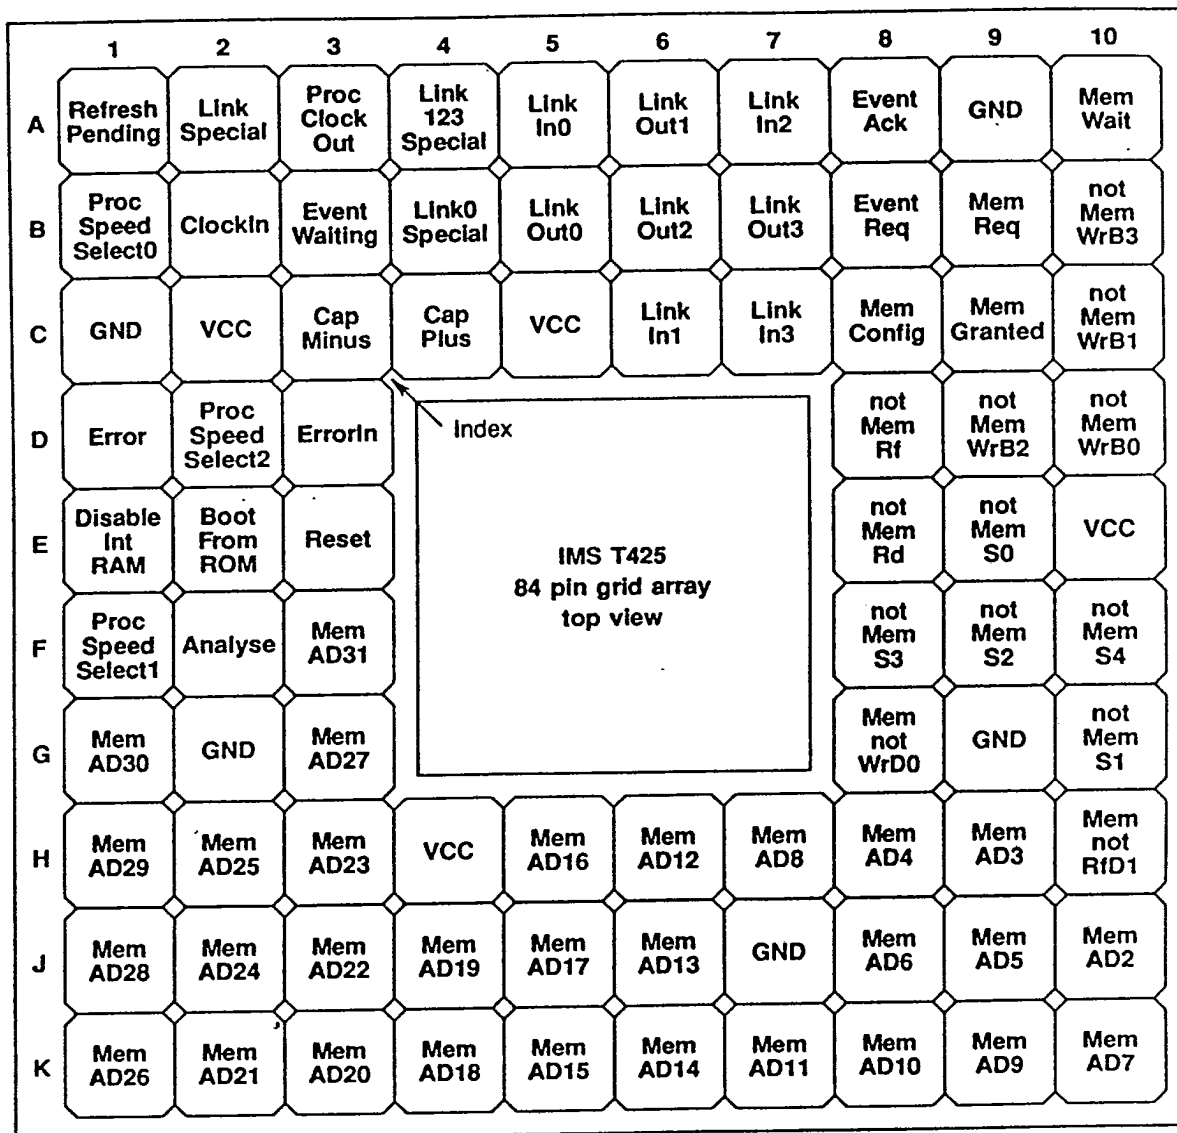 1 2 3 4 5 6 7 8 9 10
A
Refresh
Pending
Link
Special
Proc
Clock
Out
Link
123
Special
Link
In0
Link
Out1
Link
In2
Event
Ack
GND
Mem
Wait
B
Proc
Speed
Select0
ClockIn
Event
Waiting
Link0
Special
Link
Out0
Link
Out2
Link
Out3
Event
Req
Mem
Req
not
Mem
WrB3
C
GND
VCC
Cap
Minus
Cap
Plus
VCC
Link
In1
Link
In3
Mem
Config
Mem
Granted
not
Mem
WrB1
D
Error
Proc
Speed
Select2
ErrorIn
Index
not
Mem
Rf
not
Mem
WrB2
not
Mem
WrB0
E
Disable
Int
RAM
Boot
From
ROM
Reset
IMS T425
84 pin grid array
top view
not
Mem
Rd
not
Mem
S0
VCC
F
Proc
Speed
Select1
Analyse
Mem
AD31
not
Mem
S3
not
Mem
S2
not
Mem
S4
G
Mem
AD30
GND
Mem
AD27
Mem
not
WrD0
GND
not
Mem
S1
H
Mem
AD29
Mem
AD25
Mem
AD23
VCC
Mem
AD16
Mem
AD12
Mem
AD8
Mem
AD4
Mem
AD3
Mem
not
RfD1
J
Mem
AD28
Mem
AD24
Mem
AD22
Mem
AD19
Mem
AD17
Mem
AD13
GND
Mem
AD6
Mem
AD5
Mem
AD2
K
Mem
AD26
Mem
AD21
Mem
AD20
Mem
AD18
Mem
AD15
Mem
AD14
Mem
AD11
Mem
AD10
Mem
AD9
Mem
AD7